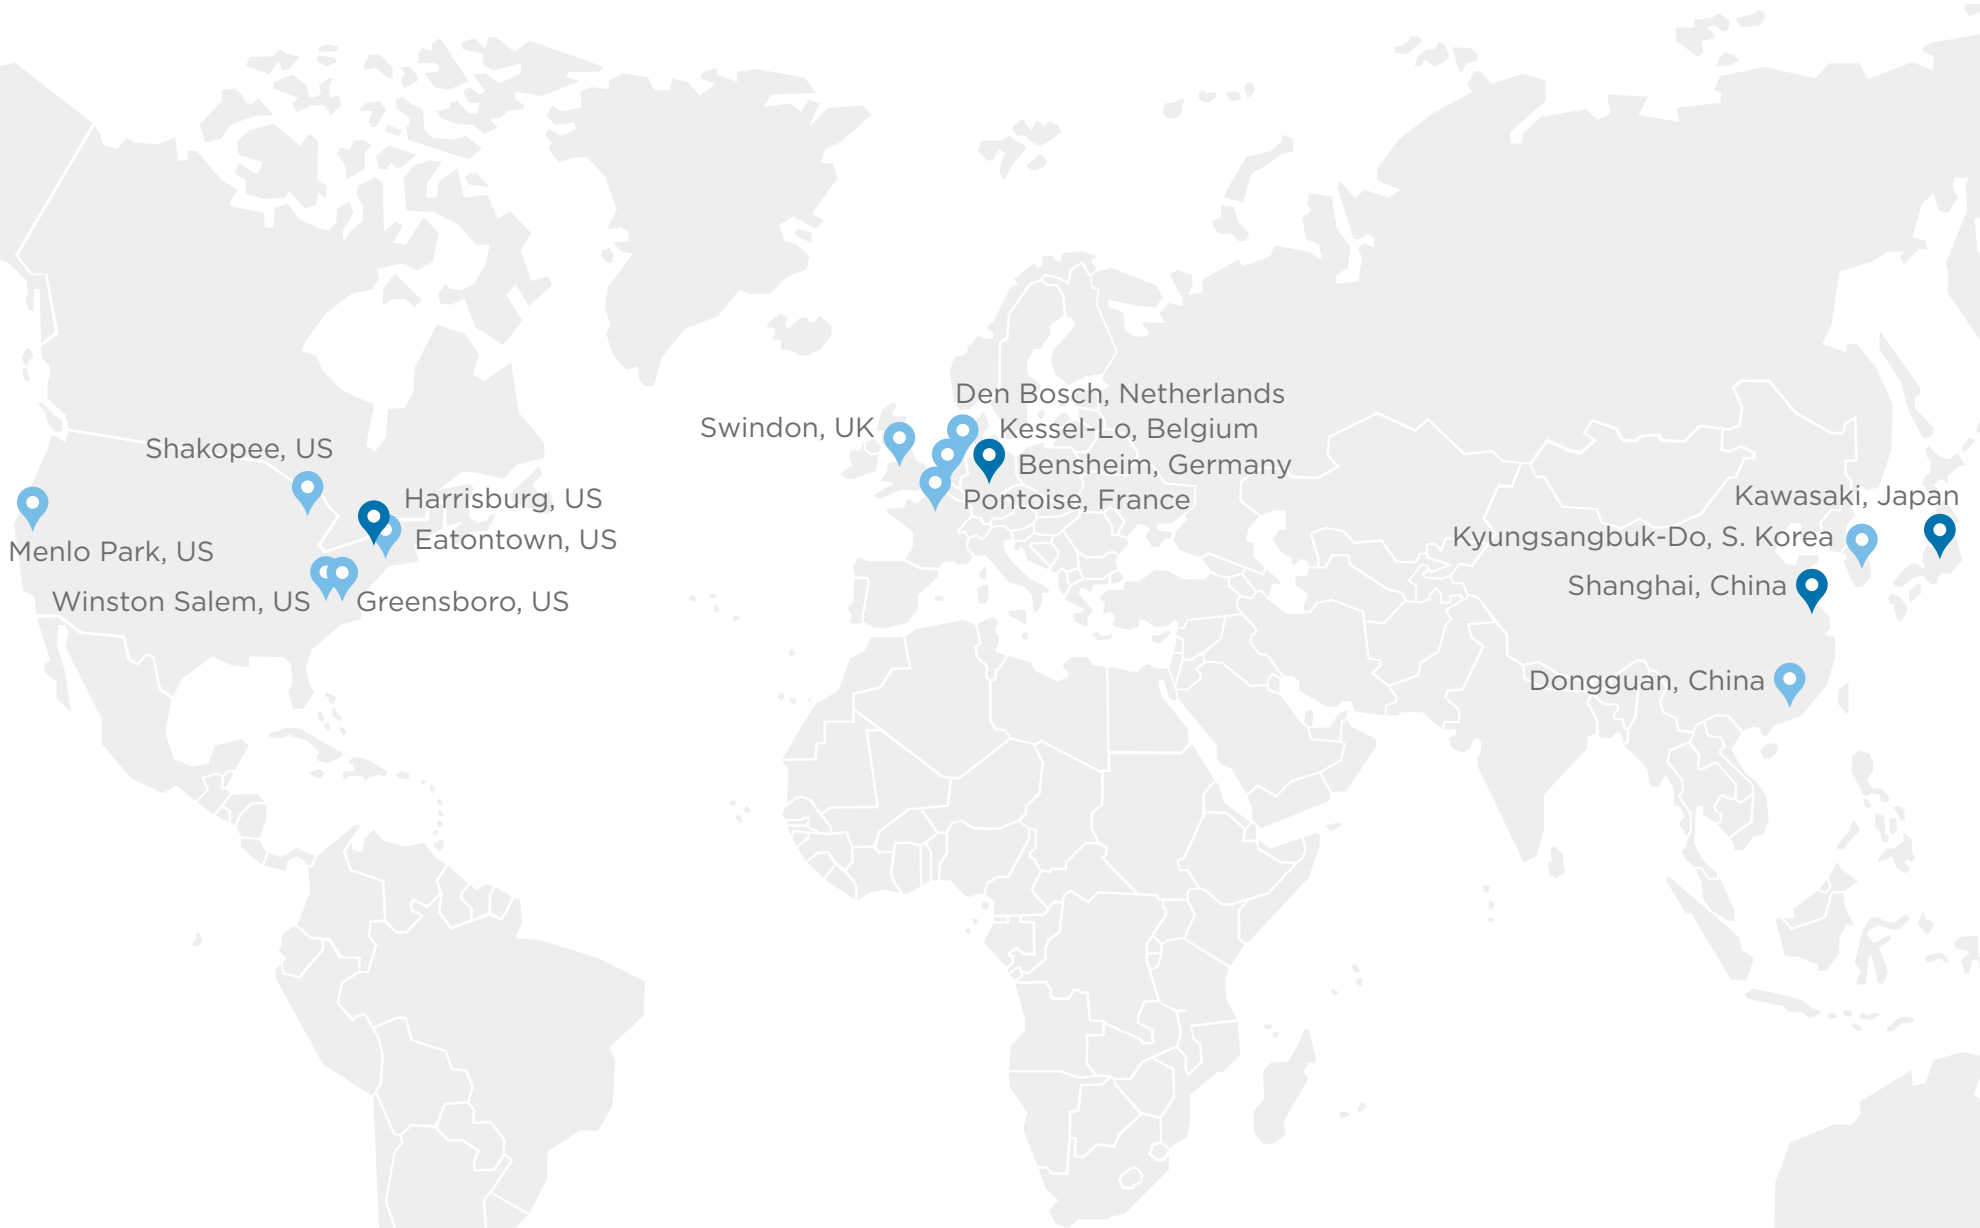 Den Bosch, Netherlands
Swindon, UK
Kessel-Lo, Belgium
Shakopee, US
Bensheim, Germany
Harrisburg, US
Pontoise, France
Kawasaki, Japan
Eatontown, US
Kyungsangbuk-Do, S. Korea
Menlo Park, US
Shanghai, China
Winston Salem, US
Greensboro, US
Dongguan, China